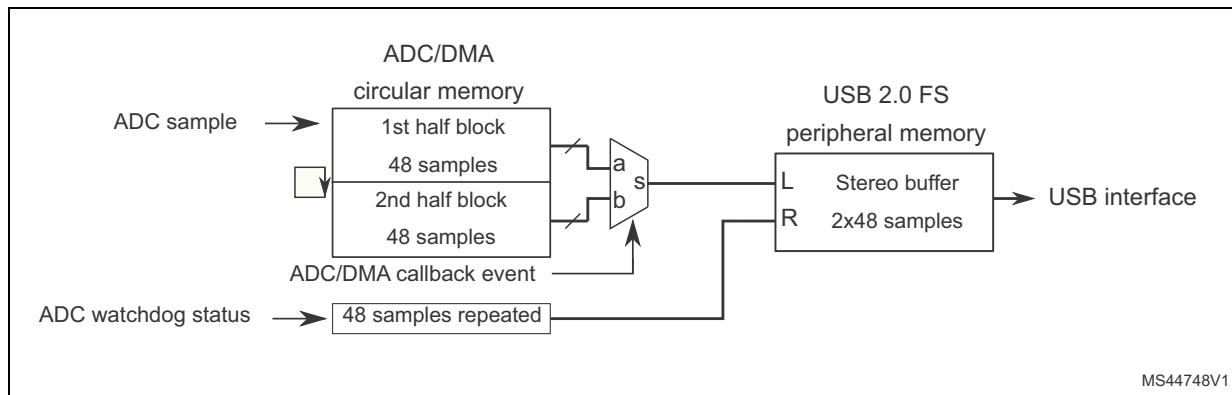 ADC/DMA
circular memory
ADC sample
1st half block
48 samples
2nd half block
48 samples
a
b
s
ADC/DMA callback event
ADC watchdog status
48 samples repeated
USB 2.0 FS
peripheral memory
L
R
Stereo buffer
2x48 samples
USB interface
MS44748V1